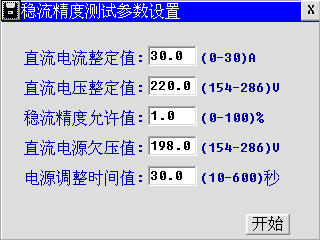 稳流精度测试参数设置 X
直流电流整定值: 30.0 (0-30)A
直流电压整定值: 220.0 (154-286)V
稳流精度允许值: 1.0 (0-100)%
直流电源欠压值: 198.0 (154-286)V
电源调整时间值: 30.0 (10-600)秒
开始